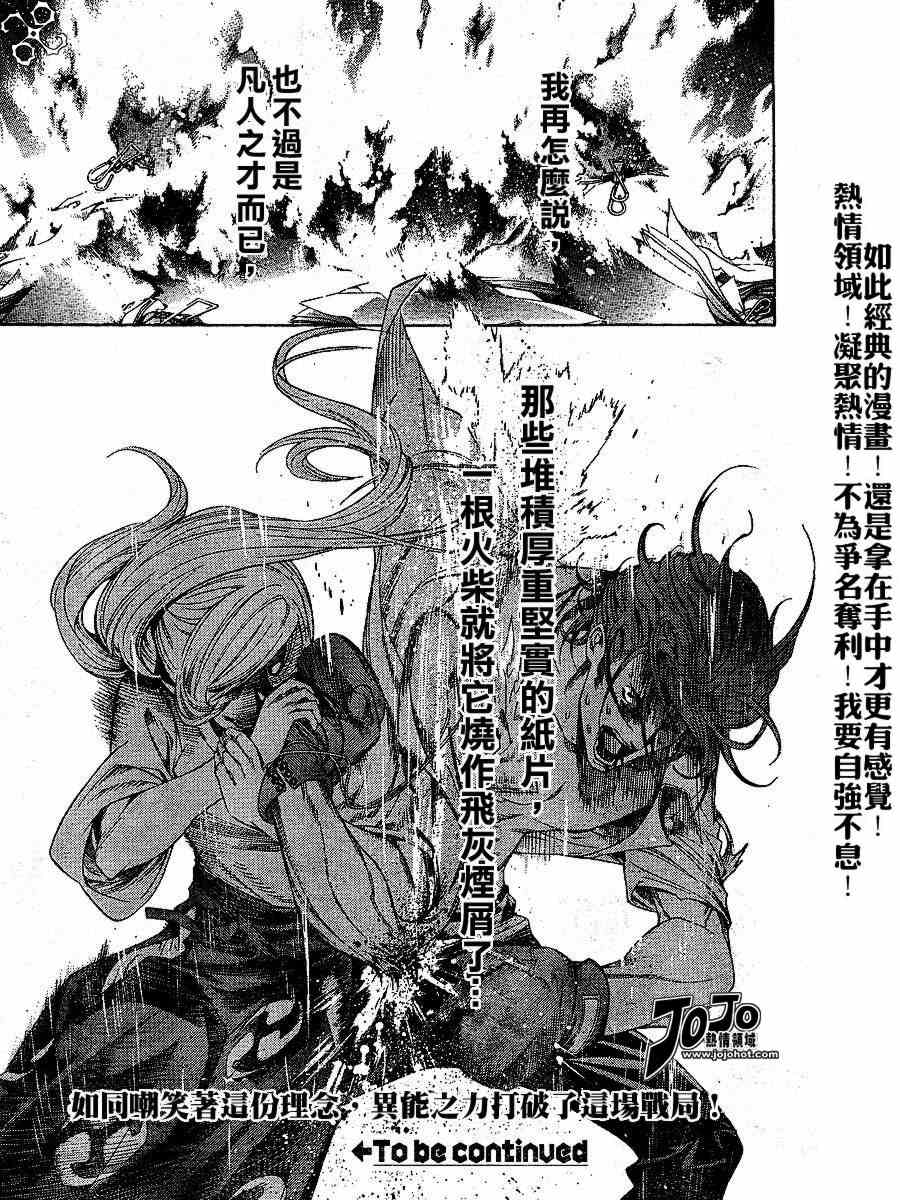 我再怎麼說，
也不過是
凡人之才而已，
那些堆積厚重堅實的紙片，
一根火柴就將它燒作飛灰煙屑了…
如此經典的漫畫！還是拿在手中才更有感覺！
熱情領域！凝聚熱情！不為爭名奪利！我要自強不息！
JOJO
熱情領域
www.jojohot.com
如同嘲笑著這份理念‧異能之力打破了這場戰局！
←To be continued